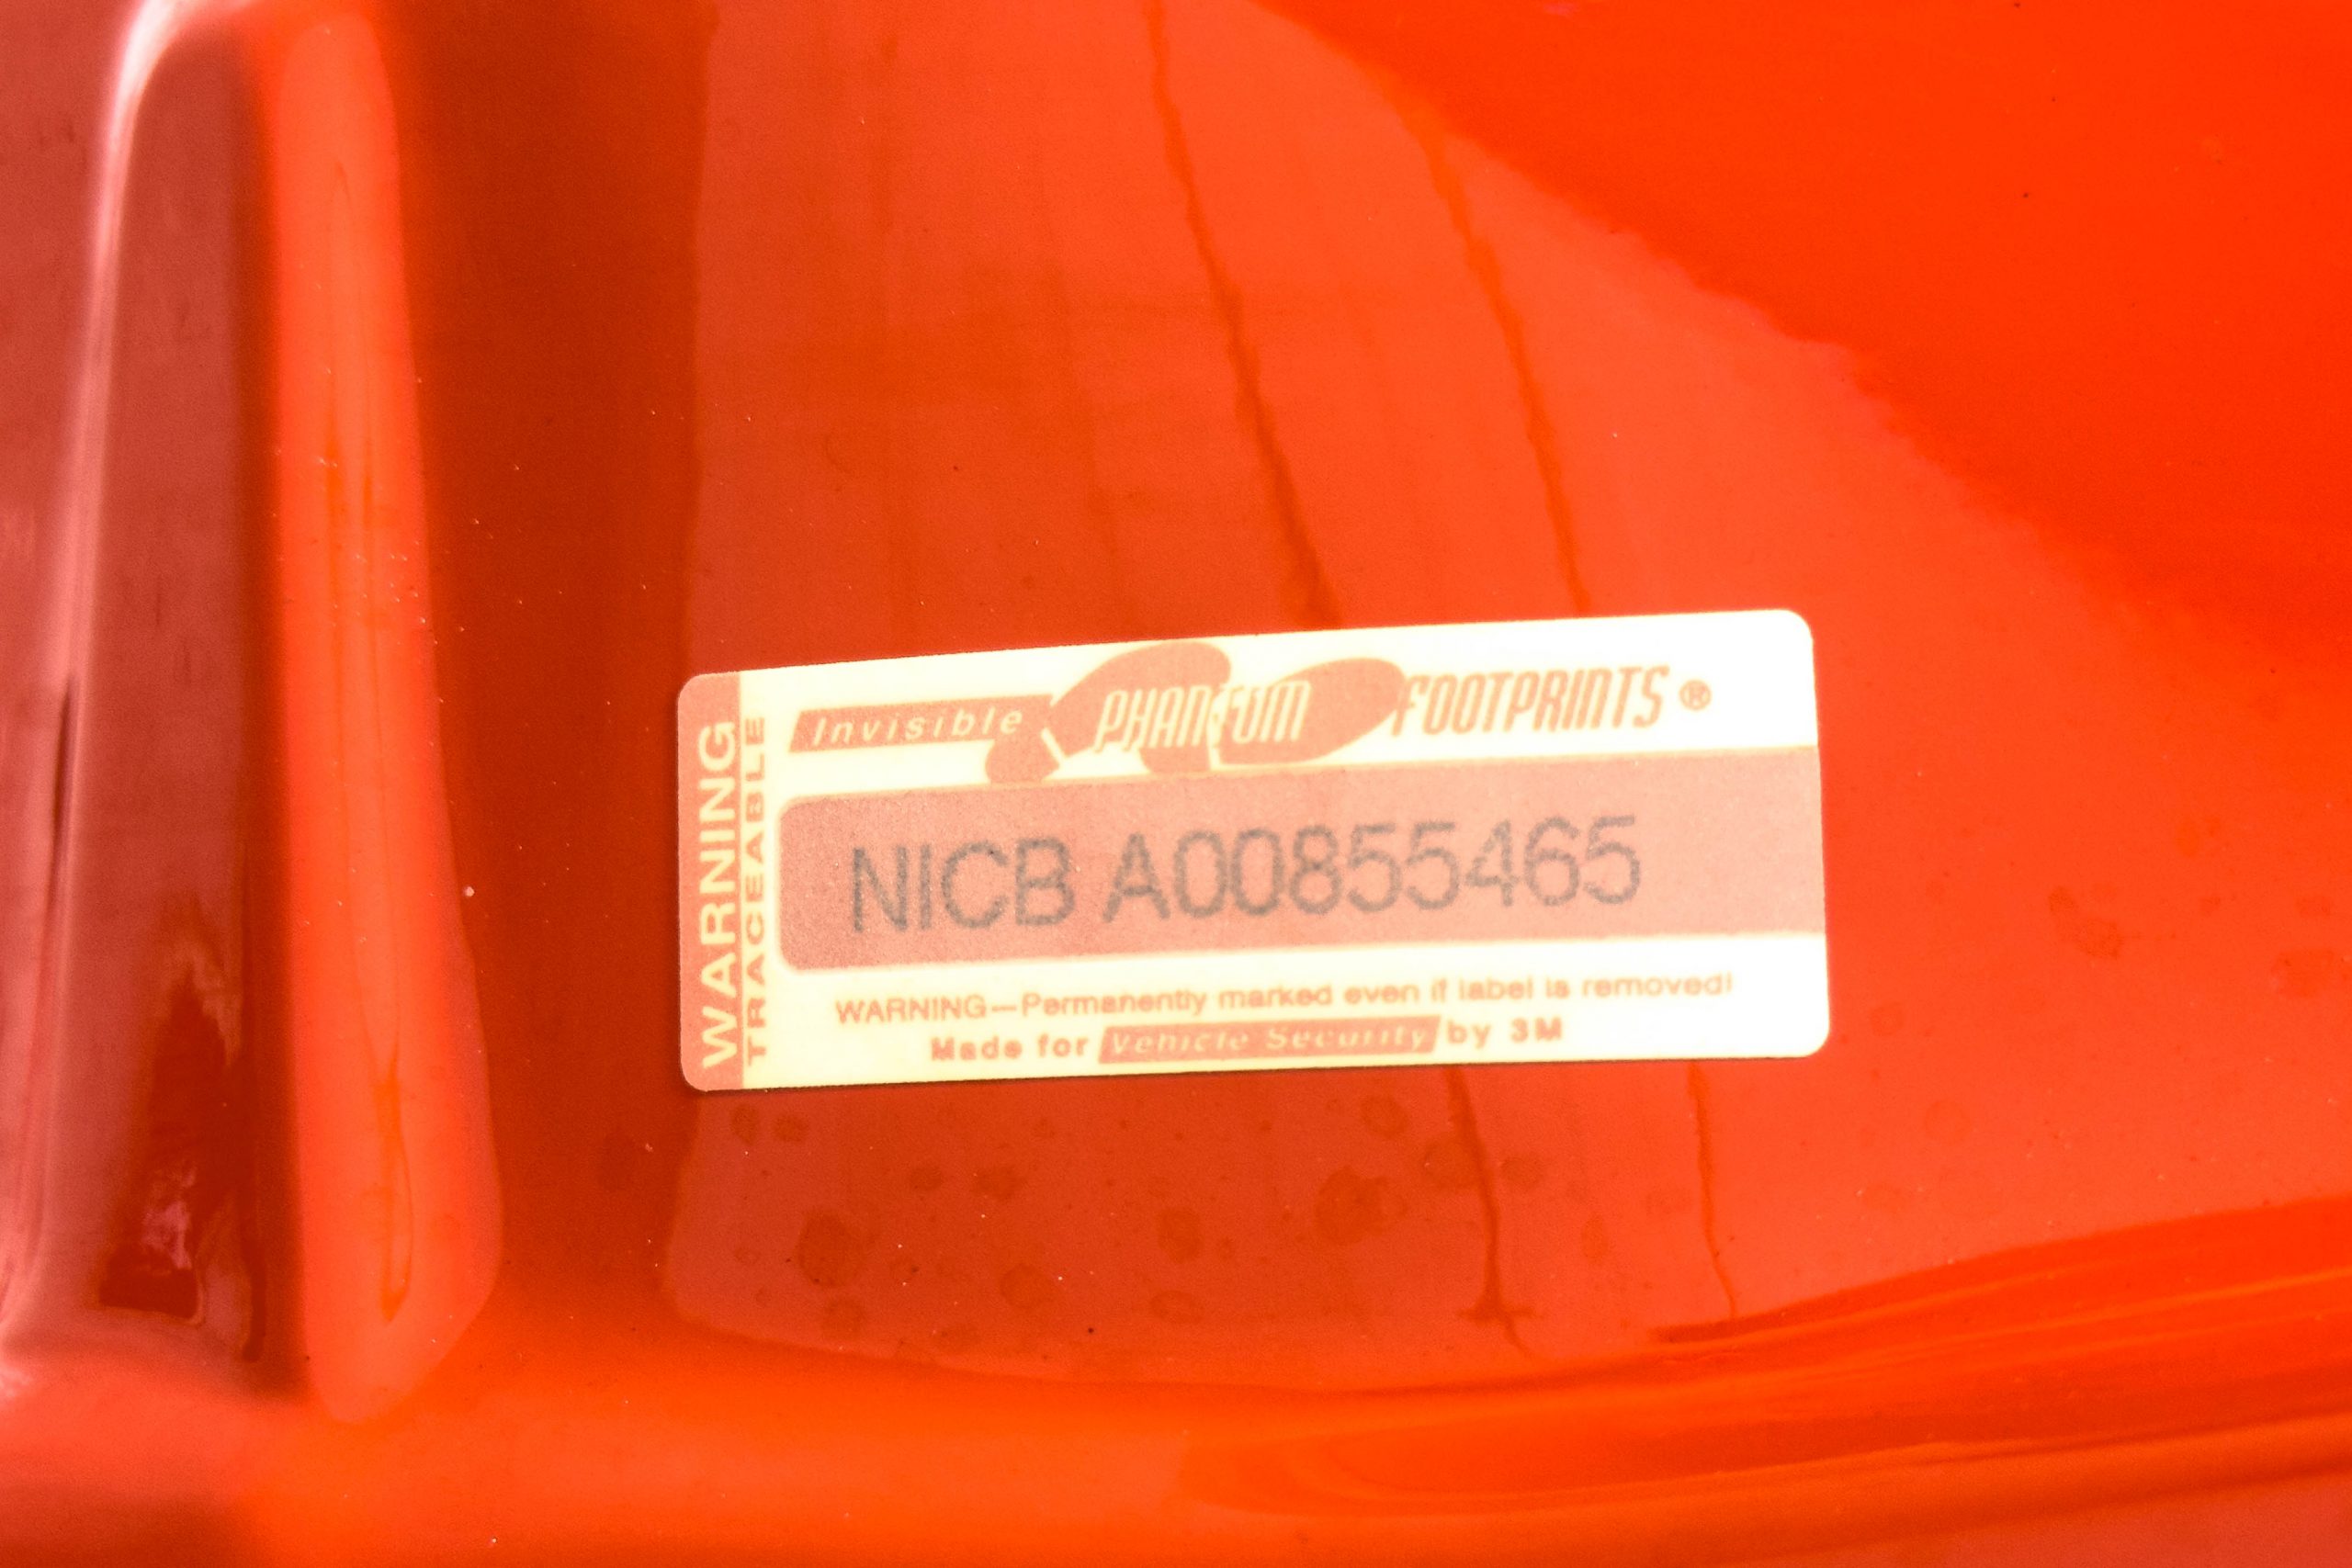 WARNING
TRACEABLE
Invisible PHANTOM FOOTPRINTS ®
NICB A00855465
WARNING—Permanently marked even if label is removed!
Made for Vehicle Security by 3M